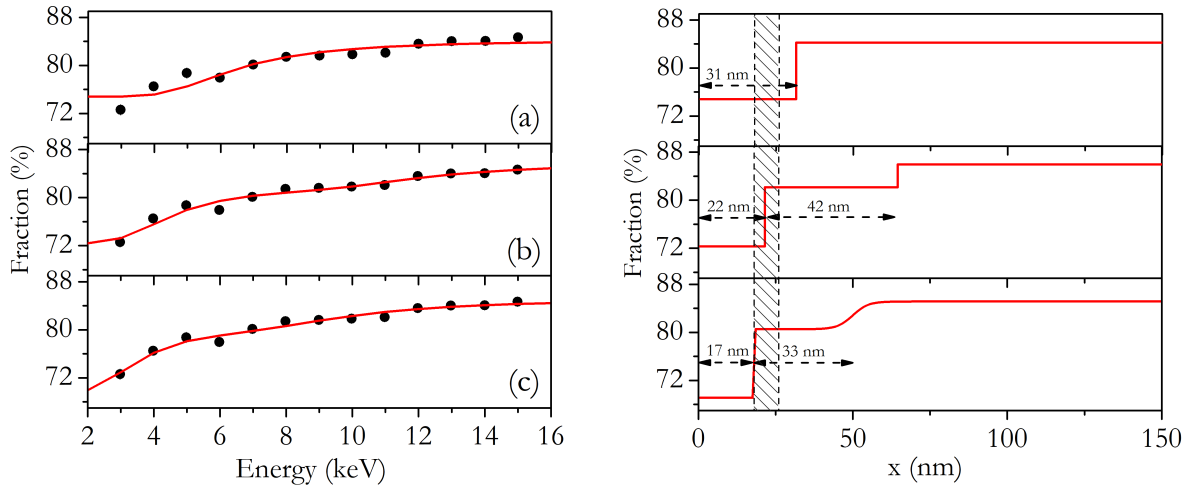 88
80
72
(a)
88
80
72
(b)
88
80
72
(c)
2 4 6 8 10 12 14 16
Energy (keV)
Fraction (%)
88
80
72
31 nm
88
80
72
22 nm
42 nm
88
80
72
17 nm
33 nm
0 50 100 150
x (nm)
Fraction (%)